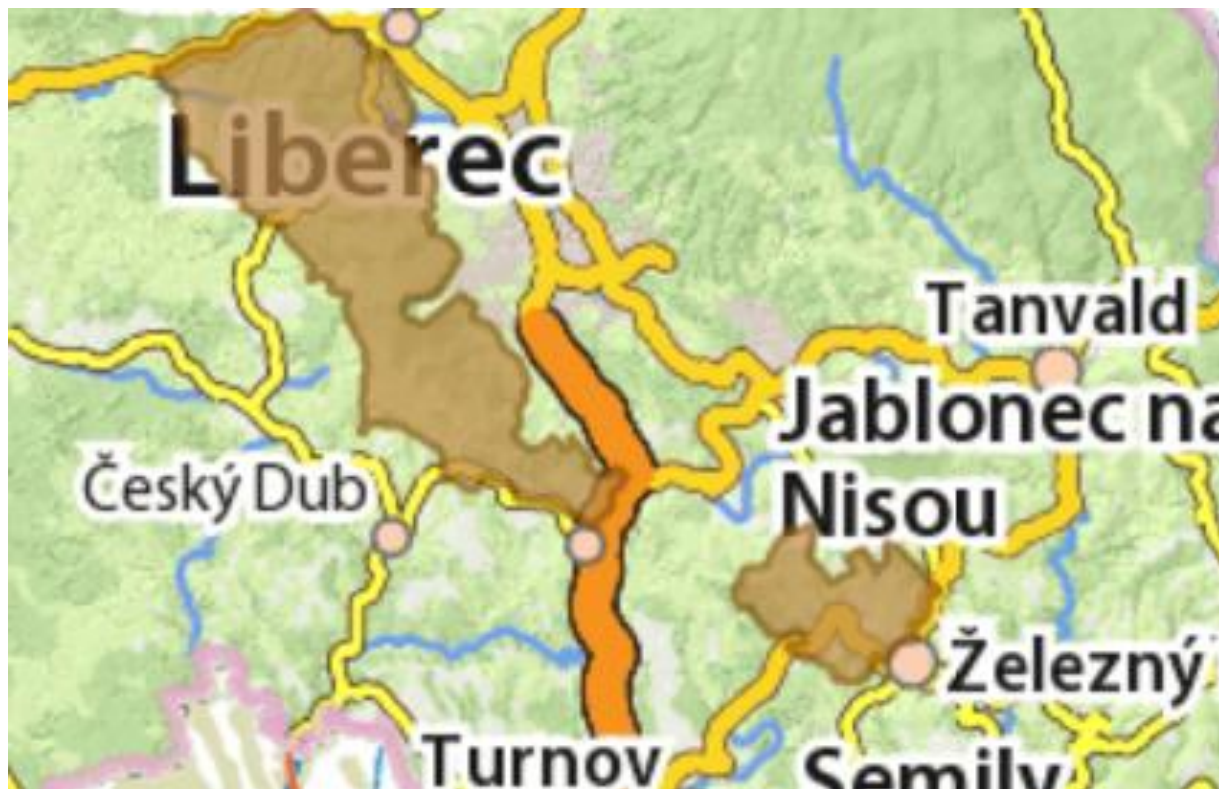 Liberec
Tanvald
Jablonec na
Nisou
Český Dub
Železný
Turnov
Semily